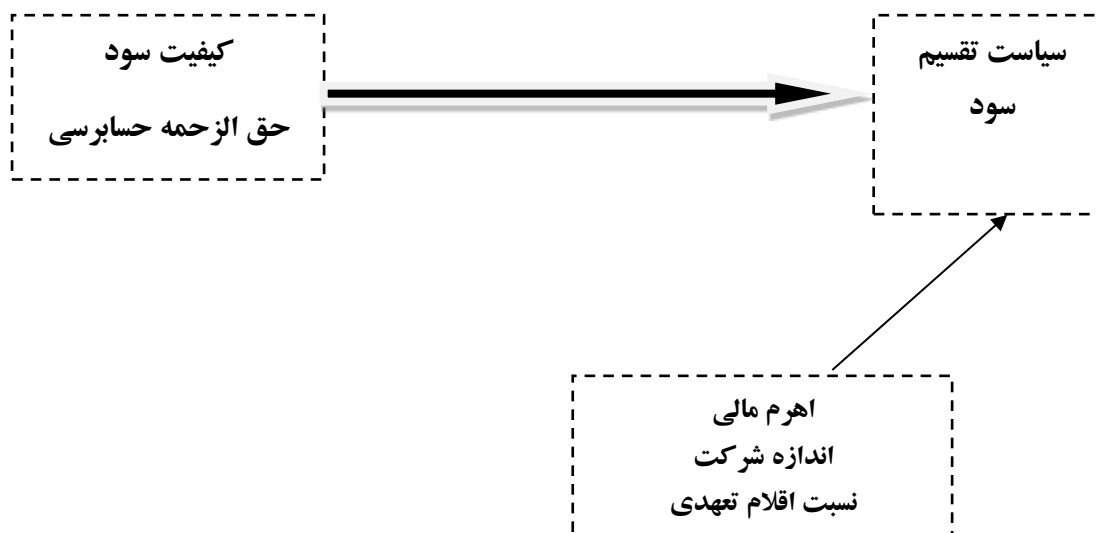 سیاست تقسیم
سود
کیفیت سود
حق الزحمه حسابرسی
اهرم مالی
اندازه شرکت
نسبت اقلام تعهدی